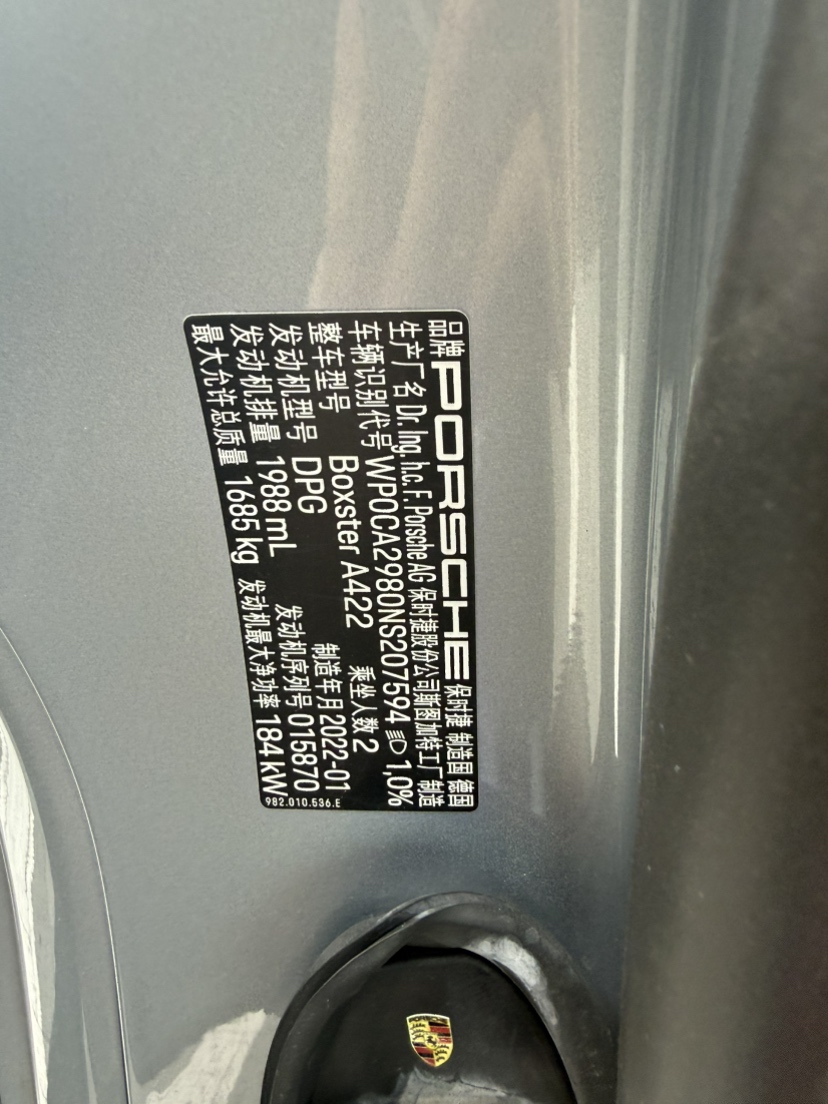 品牌 PORSCHE 保时捷 制造国 德国
生产厂名 Dr. Ing. h.c. F. Porsche AG 保时捷股份公司斯图加特工厂制造
车辆识别代号 WP0CA2980NS207594 1,0%
整车型号 Boxster A422 乘坐人数 2
发动机型号 DPG 制造年月 2022-01
发动机排量 1988 mL 发动机序列号 015870
最大允许总质量 1685 kg 发动机最大净功率 184 kW
982.010.536.E
PORSCHE